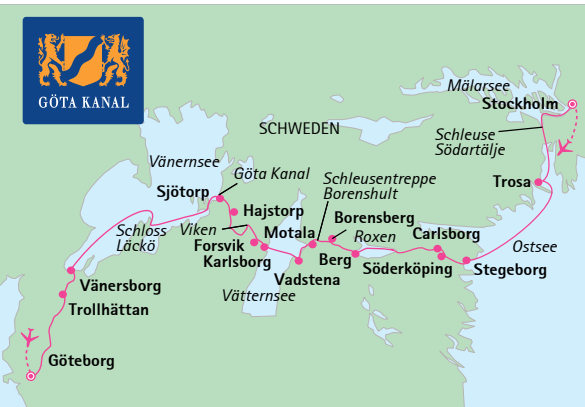 GÖTA KANAL
Mälarsee
Stockholm
SCHWEDEN
Schleuse
Södartälje
Vänernsee
Göta Kanal
Schleusentreppe
Borenshult
Trosa
Sjötorp
Hajstorp
Borensberg
Viken
Motala
Roxen
Carlsborg
Schloss
Läckö
Forsvik
Karlsborg
Berg
Ostsee
Söderköping
Stegeborg
Vadstena
Vänersborg
Vätternsee
Trollhättan
Göteborg